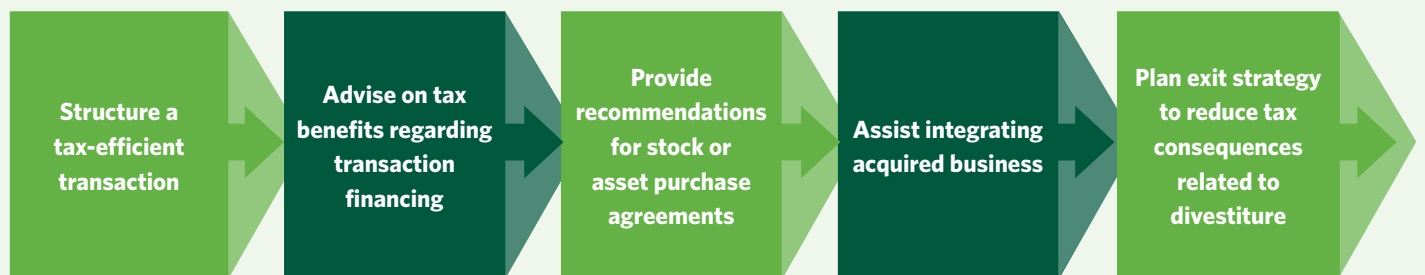 Structure a
tax-efficient
transaction
Advise on tax
benefits regarding
transaction
financing
Provide
recommendations
for stock or
asset purchase
agreements
Assist integrating
acquired business
Plan exit strategy
to reduce tax
consequences
related to
divestiture